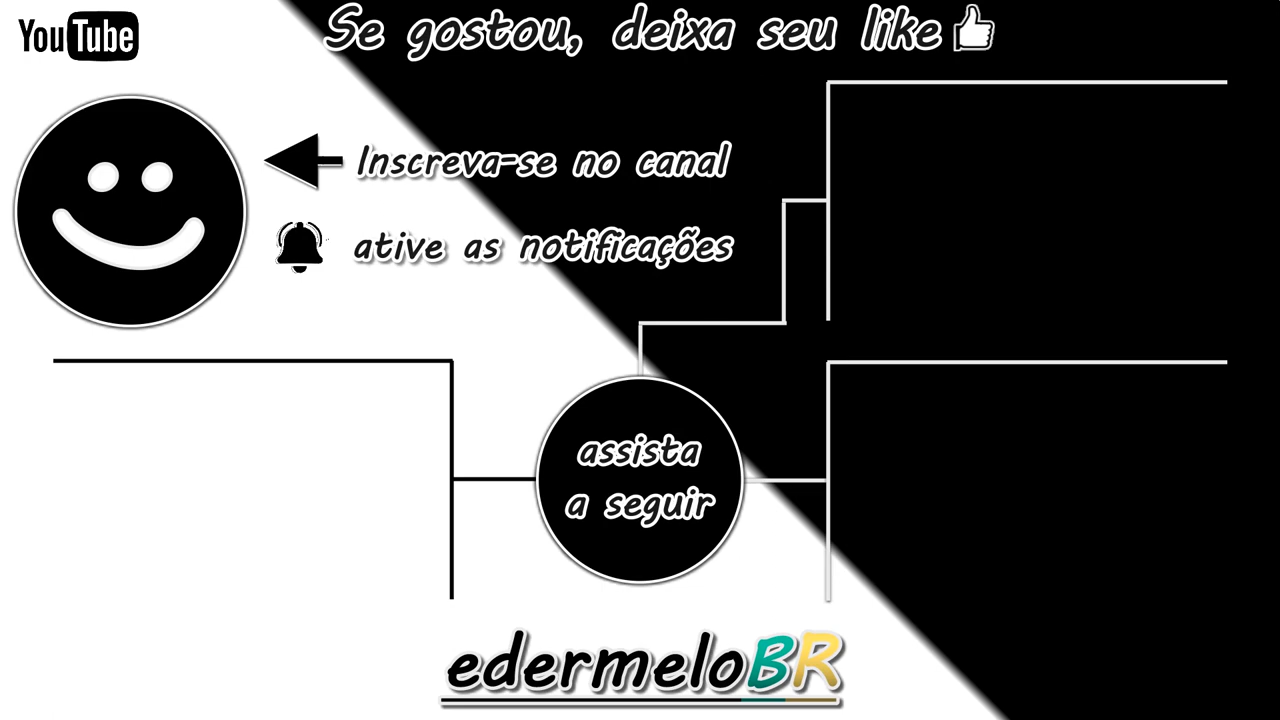 YouTube
Se gostou, deixa seu like
Inscreva-se no canal
ative as notificações
assista
a seguir
edermeloBR